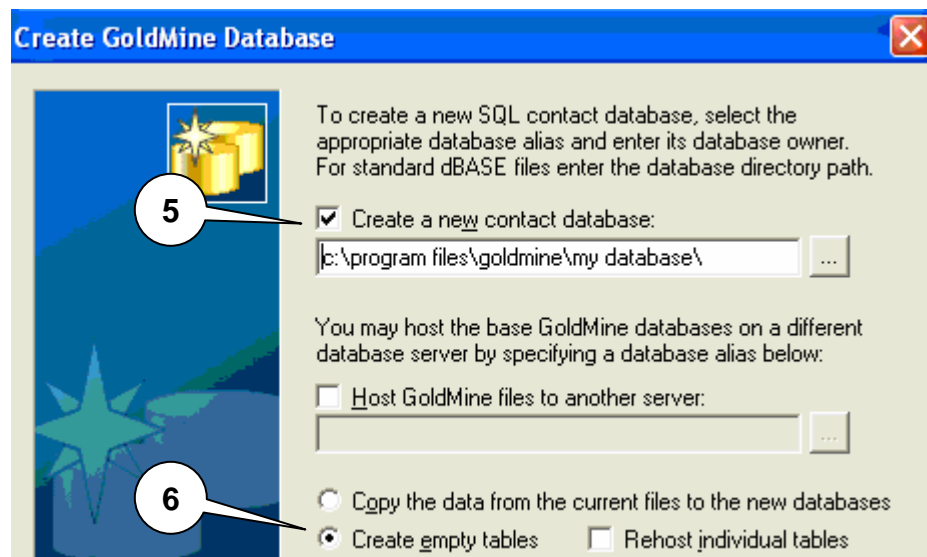 Create GoldMine Database
To create a new SQL contact database, select the
appropriate database alias and enter its database owner.
For standard dBASE files enter the database directory path.
5
Create a new contact database:
c:\program files\goldmine\my database\
...
You may host the base GoldMine databases on a different
database server by specifying a database alias below:
Host GoldMine files to another server:
...
6
Copy the data from the current files to the new databases
Create empty tables Rehost individual tables